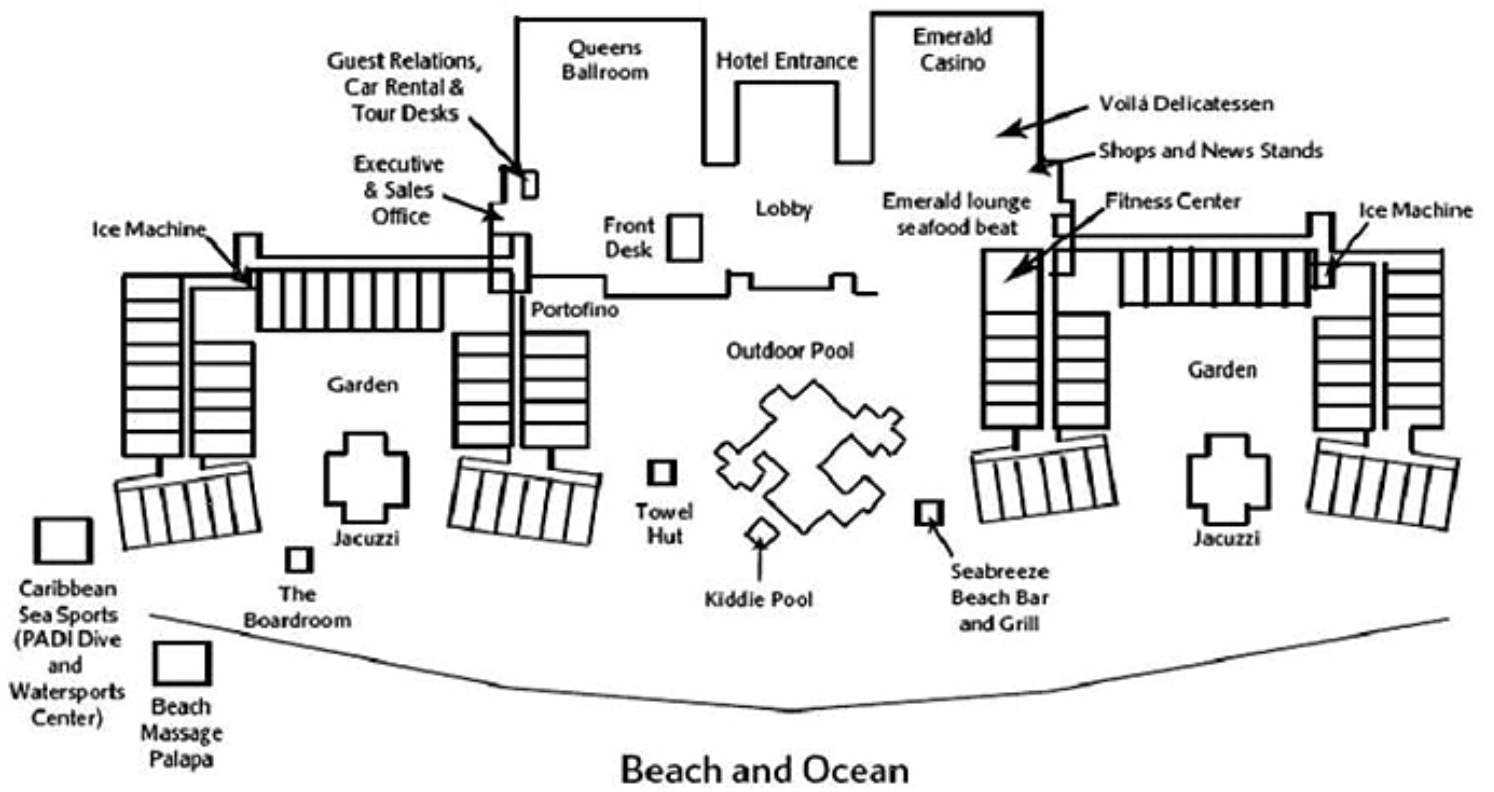 Queens
Ballroom
Hotel Entrance
Emerald
Casino
Guest Relations,
Car Rental &
Tour Desks
Voilá Delicatessen
Shops and News Stands
Executive
& Sales
Office
Ice Machine
Front
Desk
Lobby
Emerald lounge
seafood beat
Fitness Center
Ice Machine
Portofino
Outdoor Pool
Garden
Garden
Towel
Hut
Jacuzzi
Jacuzzi
Kiddie Pool
Seabreeze
Beach Bar
and Grill
The
Boardroom
Caribbean
Sea Sports
(PADI Dive
and
Watersports
Center)
Beach
Massage
Palapa
Beach and Ocean